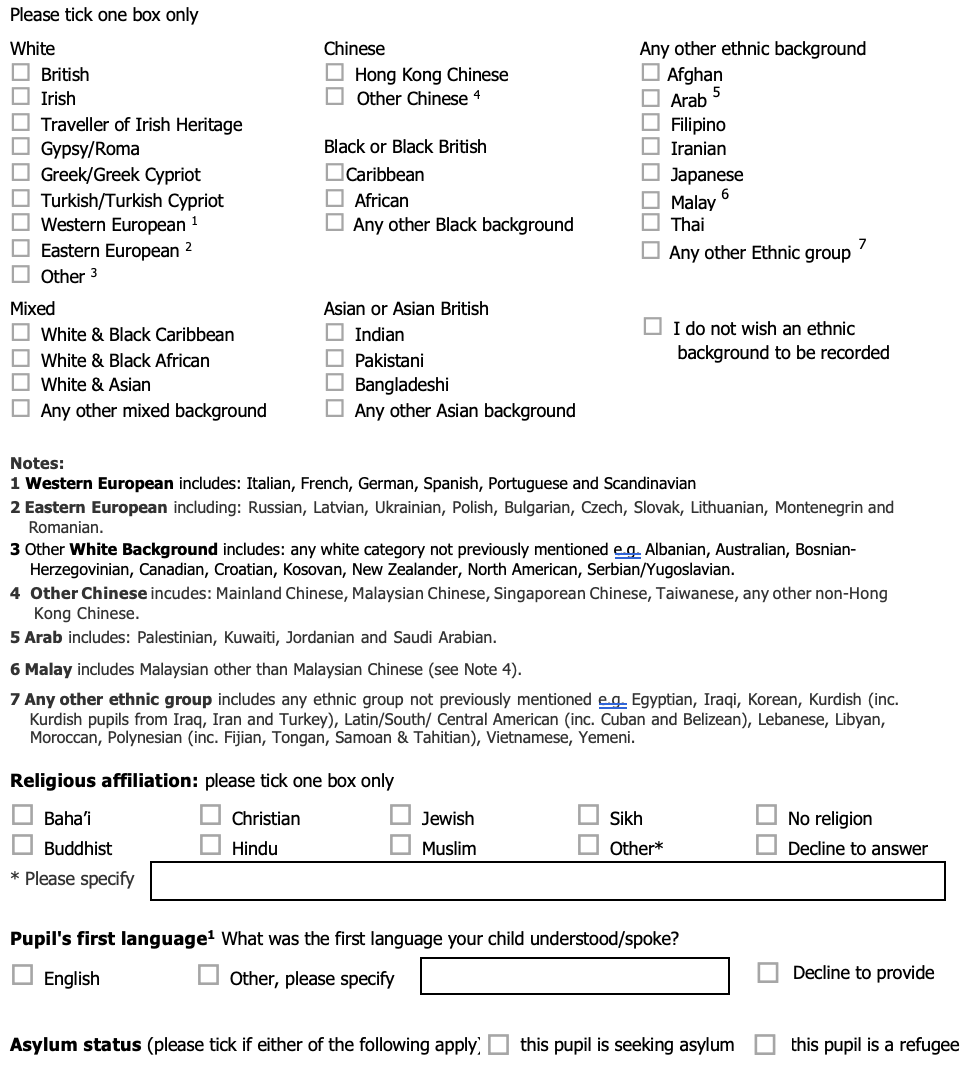 Please tick one box only
White
British
Irish
Traveller of Irish Heritage
Gypsy/Roma
Greek/Greek Cypriot
Turkish/Turkish Cypriot
Western European 1
Eastern European 2
Other 3
Chinese
Hong Kong Chinese
Other Chinese 4
Black or Black British
Caribbean
African
Any other Black background
Any other ethnic background
Afghan
Arab 5
Filipino
Iranian
Japanese
Malay 6
Thai
Any other Ethnic group 7
Mixed
White & Black Caribbean
White & Black African
White & Asian
Any other mixed background
Asian or Asian British
Indian
Pakistani
Bangladeshi
Any other Asian background
I do not wish an ethnic
background to be recorded
Notes:
1 Western European includes: Italian, French, German, Spanish, Portuguese and Scandinavian
2 Eastern European including: Russian, Latvian, Ukrainian, Polish, Bulgarian, Czech, Slovak, Lithuanian, Montenegrin and
Romanian.
3 Other White Background includes: any white category not previously mentioned e.g. Albanian, Australian, Bosnian-
Herzegovinian, Canadian, Croatian, Kosovan, New Zealander, North American, Serbian/Yugoslavian.
4 Other Chinese incudes: Mainland Chinese, Malaysian Chinese, Singaporean Chinese, Taiwanese, any other non-Hong
Kong Chinese.
5 Arab includes: Palestinian, Kuwaiti, Jordanian and Saudi Arabian.
6 Malay includes Malaysian other than Malaysian Chinese (see Note 4).
7 Any other ethnic group includes any ethnic group not previously mentioned e.g. Egyptian, Iraqi, Korean, Kurdish (inc.
Kurdish pupils from Iraq, Iran and Turkey), Latin/South/ Central American (inc. Cuban and Belizean), Lebanese, Libyan,
Moroccan, Polynesian (inc. Fijian, Tongan, Samoan & Tahitian), Vietnamese, Yemeni.
Religious affiliation: please tick one box only
Baha'i Christian Jewish Sikh No religion
Buddhist Hindu Muslim Other* Decline to answer
* Please specify
Pupil's first language1 What was the first language your child understood/spoke?
English Other, please specify Decline to provide
Asylum status (please tick if either of the following apply) this pupil is seeking asylum this pupil is a refugee